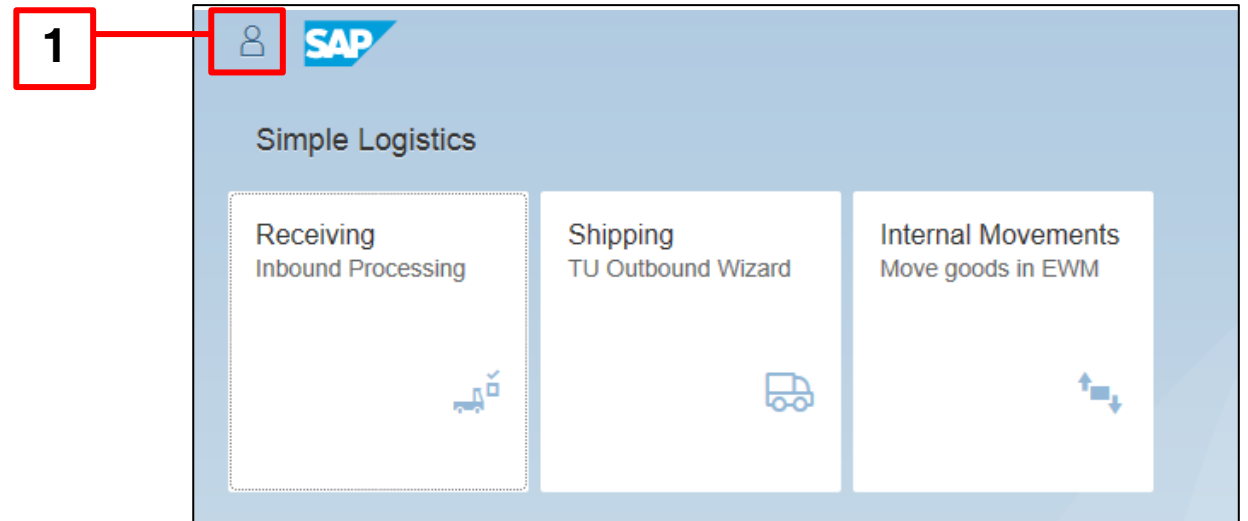 1
SAP
Simple Logistics
Receiving
Inbound Processing
Shipping
TU Outbound Wizard
Internal Movements
Move goods in EWM